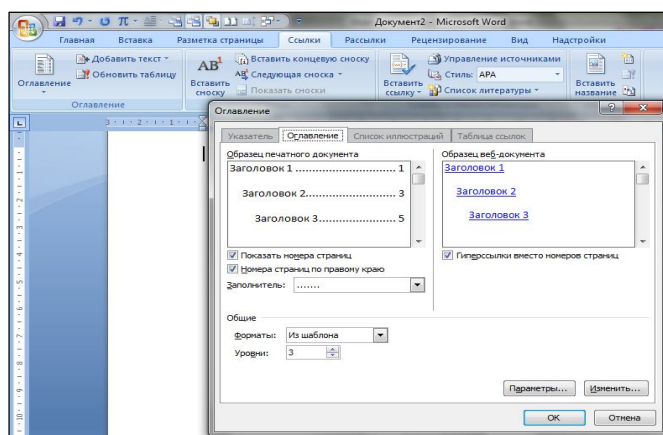 Документ2 - Microsoft Word
Главная Вставка Разметка страницы Ссылки Рассылки Рецензирование Вид Надстройки
Оглавление
Добавить текст
Обновить таблицу
Оглавление
AB¹
Вставить сноску
Вставить концевую сноску
Следующая сноска
Показать сноски
Вставить ссылку
Управление источниками
Стиль: APA
Список литературы
Вставить название
Оглавление
Указатель Оглавление Список иллюстраций Таблица ссылок
Образец печатного документа
Заголовок 1 ............................ 1
Заголовок 2...................... 3
Заголовок 3.................... 5
Образец веб-документа
Заголовок 1
Заголовок 2
Заголовок 3
Показать номера страниц
Номера страниц по правому краю
Заполнитель: .......
Гиперссылки вместо номеров страниц
Общие
Форматы: Из шаблона
Уровни: 3
Параметры... Изменить...
ОК Отмена